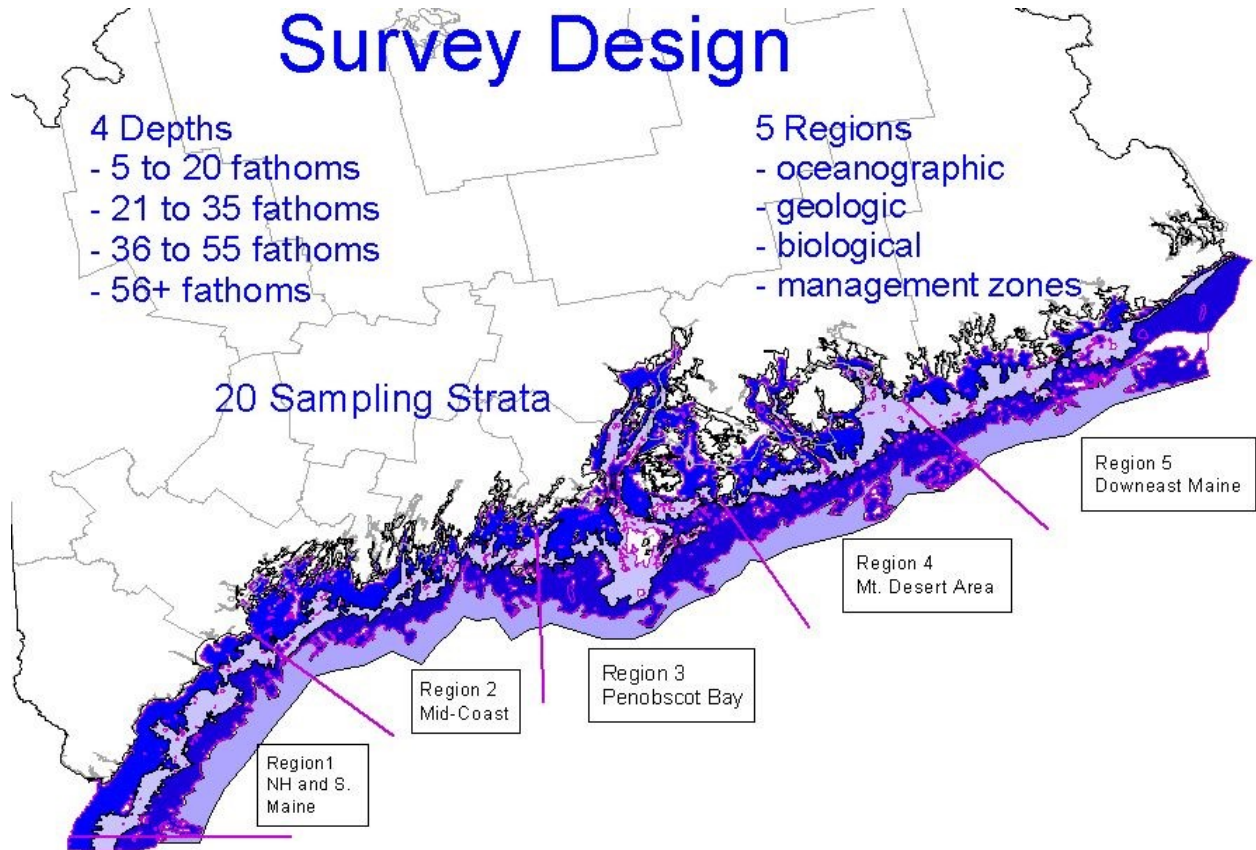 Survey Design
4 Depths
- 5 to 20 fathoms
- 21 to 35 fathoms
- 36 to 55 fathoms
- 56+ fathoms
5 Regions
- oceanographic
- geologic
- biological
- management zones
20 Sampling Strata
Region 5
Downeast Maine
Region 4
Mt. Desert Area
Region 3
Penobscot Bay
Region 2
Mid-Coast
Region1
NH and S.
Maine